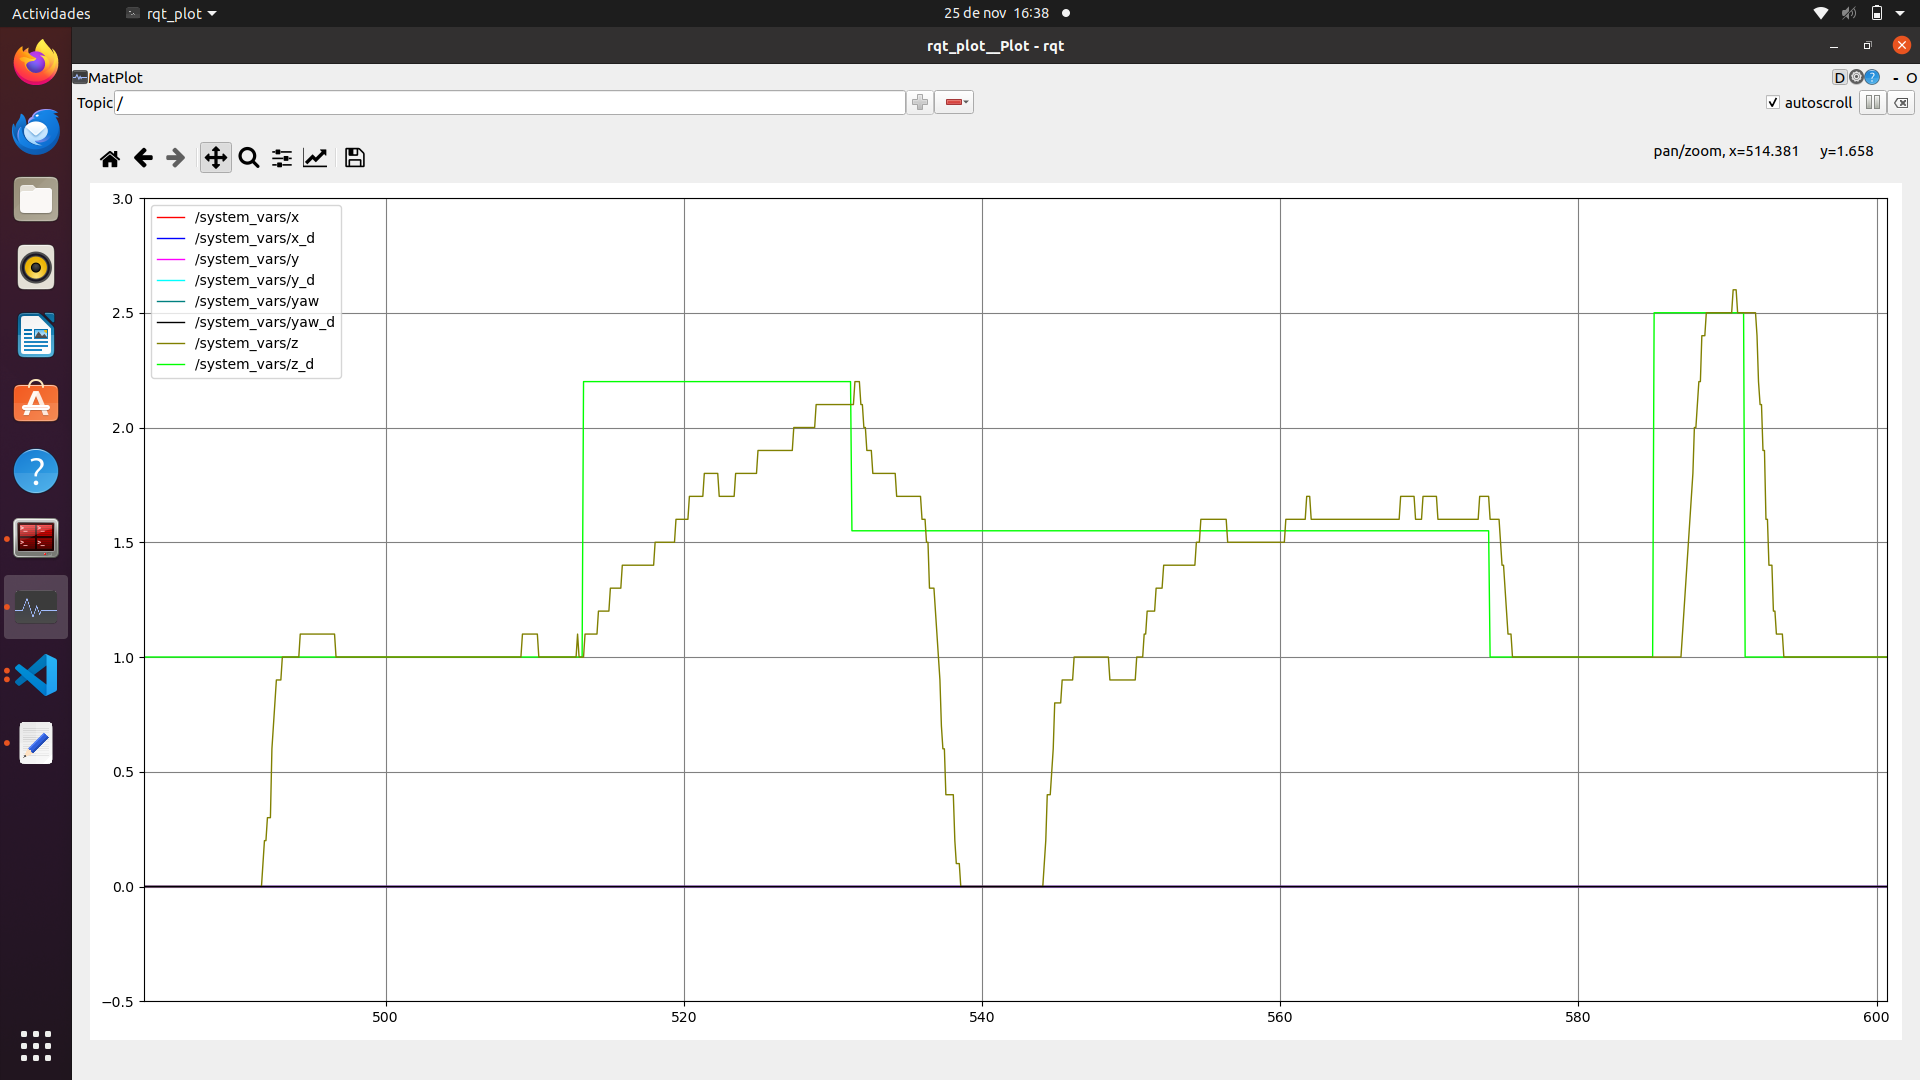 Actividades
rqt_plot
25 de nov 16:38
rqt_plot__Plot - rqt
MatPlot
D
?
- O
Topic
/
autoscroll
pan/zoom, x=514.381 y=1.658
3.0
2.5
2.0
1.5
1.0
0.5
0.0
−0.5
/system_vars/x
/system_vars/x_d
/system_vars/y
/system_vars/y_d
/system_vars/yaw
/system_vars/yaw_d
/system_vars/z
/system_vars/z_d
500
520
540
560
580
600
A
?